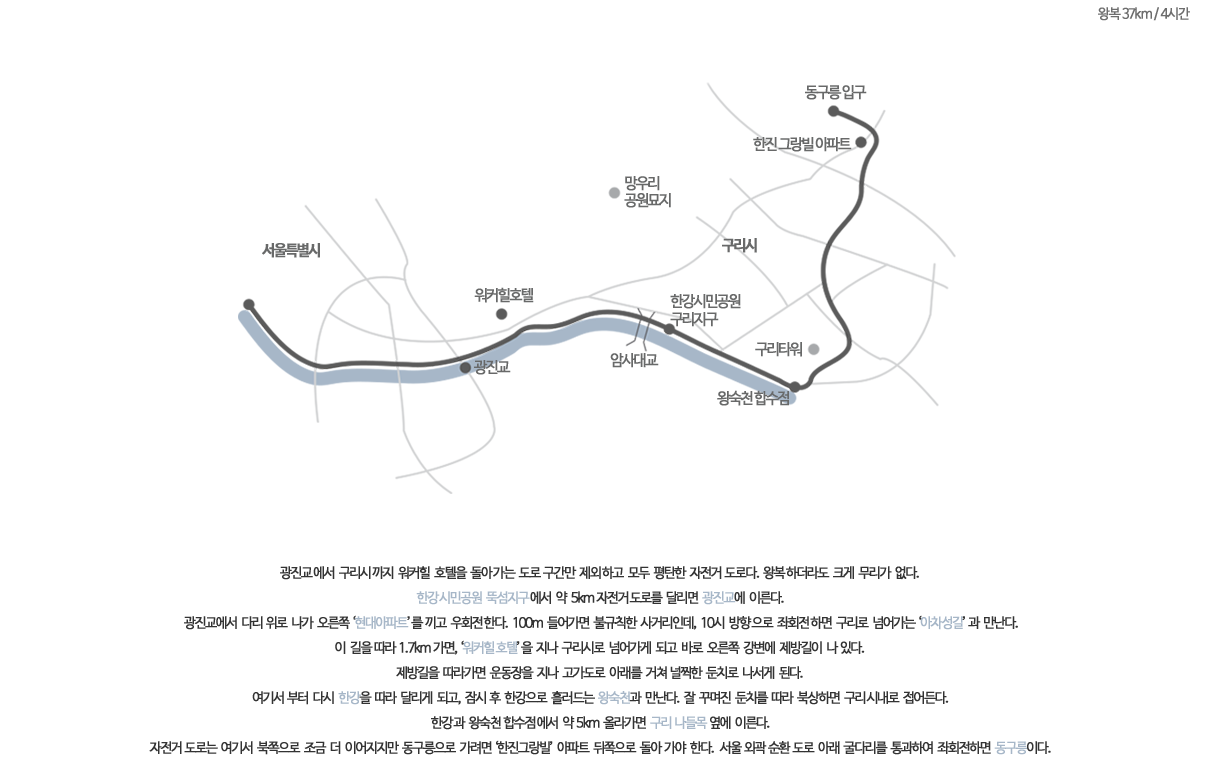 왕복 37km / 4시간
동구릉 입구
한진 그랑빌 아파트
망우리
공원묘지
서울특별시
구리시
워커힐호텔
한강시민공원
구리지구
구리타워
암사대교
광진교
왕숙천 합수점
광진교에서 구리시까지 워커힐 호텔을 돌아가는 도로 구간만 제외하고 모두 평탄한 자전거 도로다. 왕복하더라도 크게 무리가 없다.
한강시민공원 뚝섬지구에서 약 5km 자전거도로를 달리면 광진교에 이른다.
광진교에서 다리 위로 나가 오른쪽 ‘현대아파트’를 끼고 우회전한다. 100m 들어가면 불규칙한 사거리인데, 10시 방향으로 좌회전하면 구리로 넘어가는 ‘아차성길’과 만난다.
이 길을 따라 1.7km 가면, ‘워커힐 호텔’을 지나 구리시로 넘어가게 되고 바로 오른쪽 강변에 제방길이 나 있다.
제방길을 따라가면 운동장을 지나 고가도로 아래를 거쳐 널찍한 둔치로 나서게 된다.
여기서 부터 다시 한강을 따라 달리게 되고, 잠시 후 한강으로 흘러드는 왕숙천과 만난다. 잘 꾸며진 둔치를 따라 북상하면 구리시내로 접어든다.
한강과 왕숙천 합수점에서 약 5km 올라가면 구리 나들목 옆에 이른다.
자전거 도로는 여기서 북쪽으로 조금 더 이어지지만 동구릉으로 가려면 ‘한진그랑빌’ 아파트 뒤쪽으로 돌아 가야 한다. 서울 외곽 순환 도로 아래 굴다리를 통과하여 좌회전하면 동구릉이다.